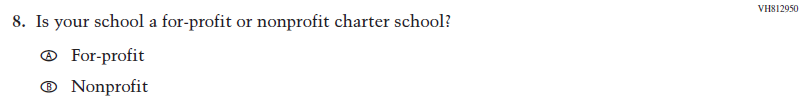 VH812950
8. Is your school a for-profit or nonprofit charter school?
A For-profit
B Nonprofit